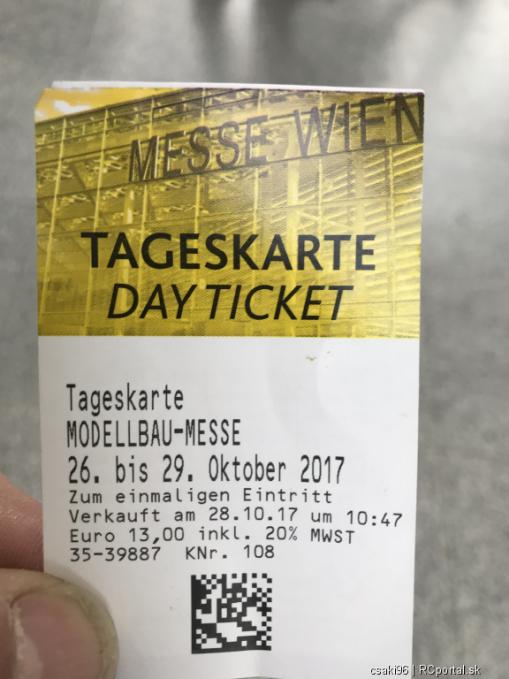 MESSE WIEN
TAGESKARTE
DAY TICKET
Tageskarte
MODELLBAU-MESSE
26. bis 29. Oktober 2017
Zum einmaligen Eintritt
Verkauft am 28.10.17 um 10:47
Euro 13,00 inkl. 20% MWST
35-39887 KNr. 108
csaki96 | RCportal.sk